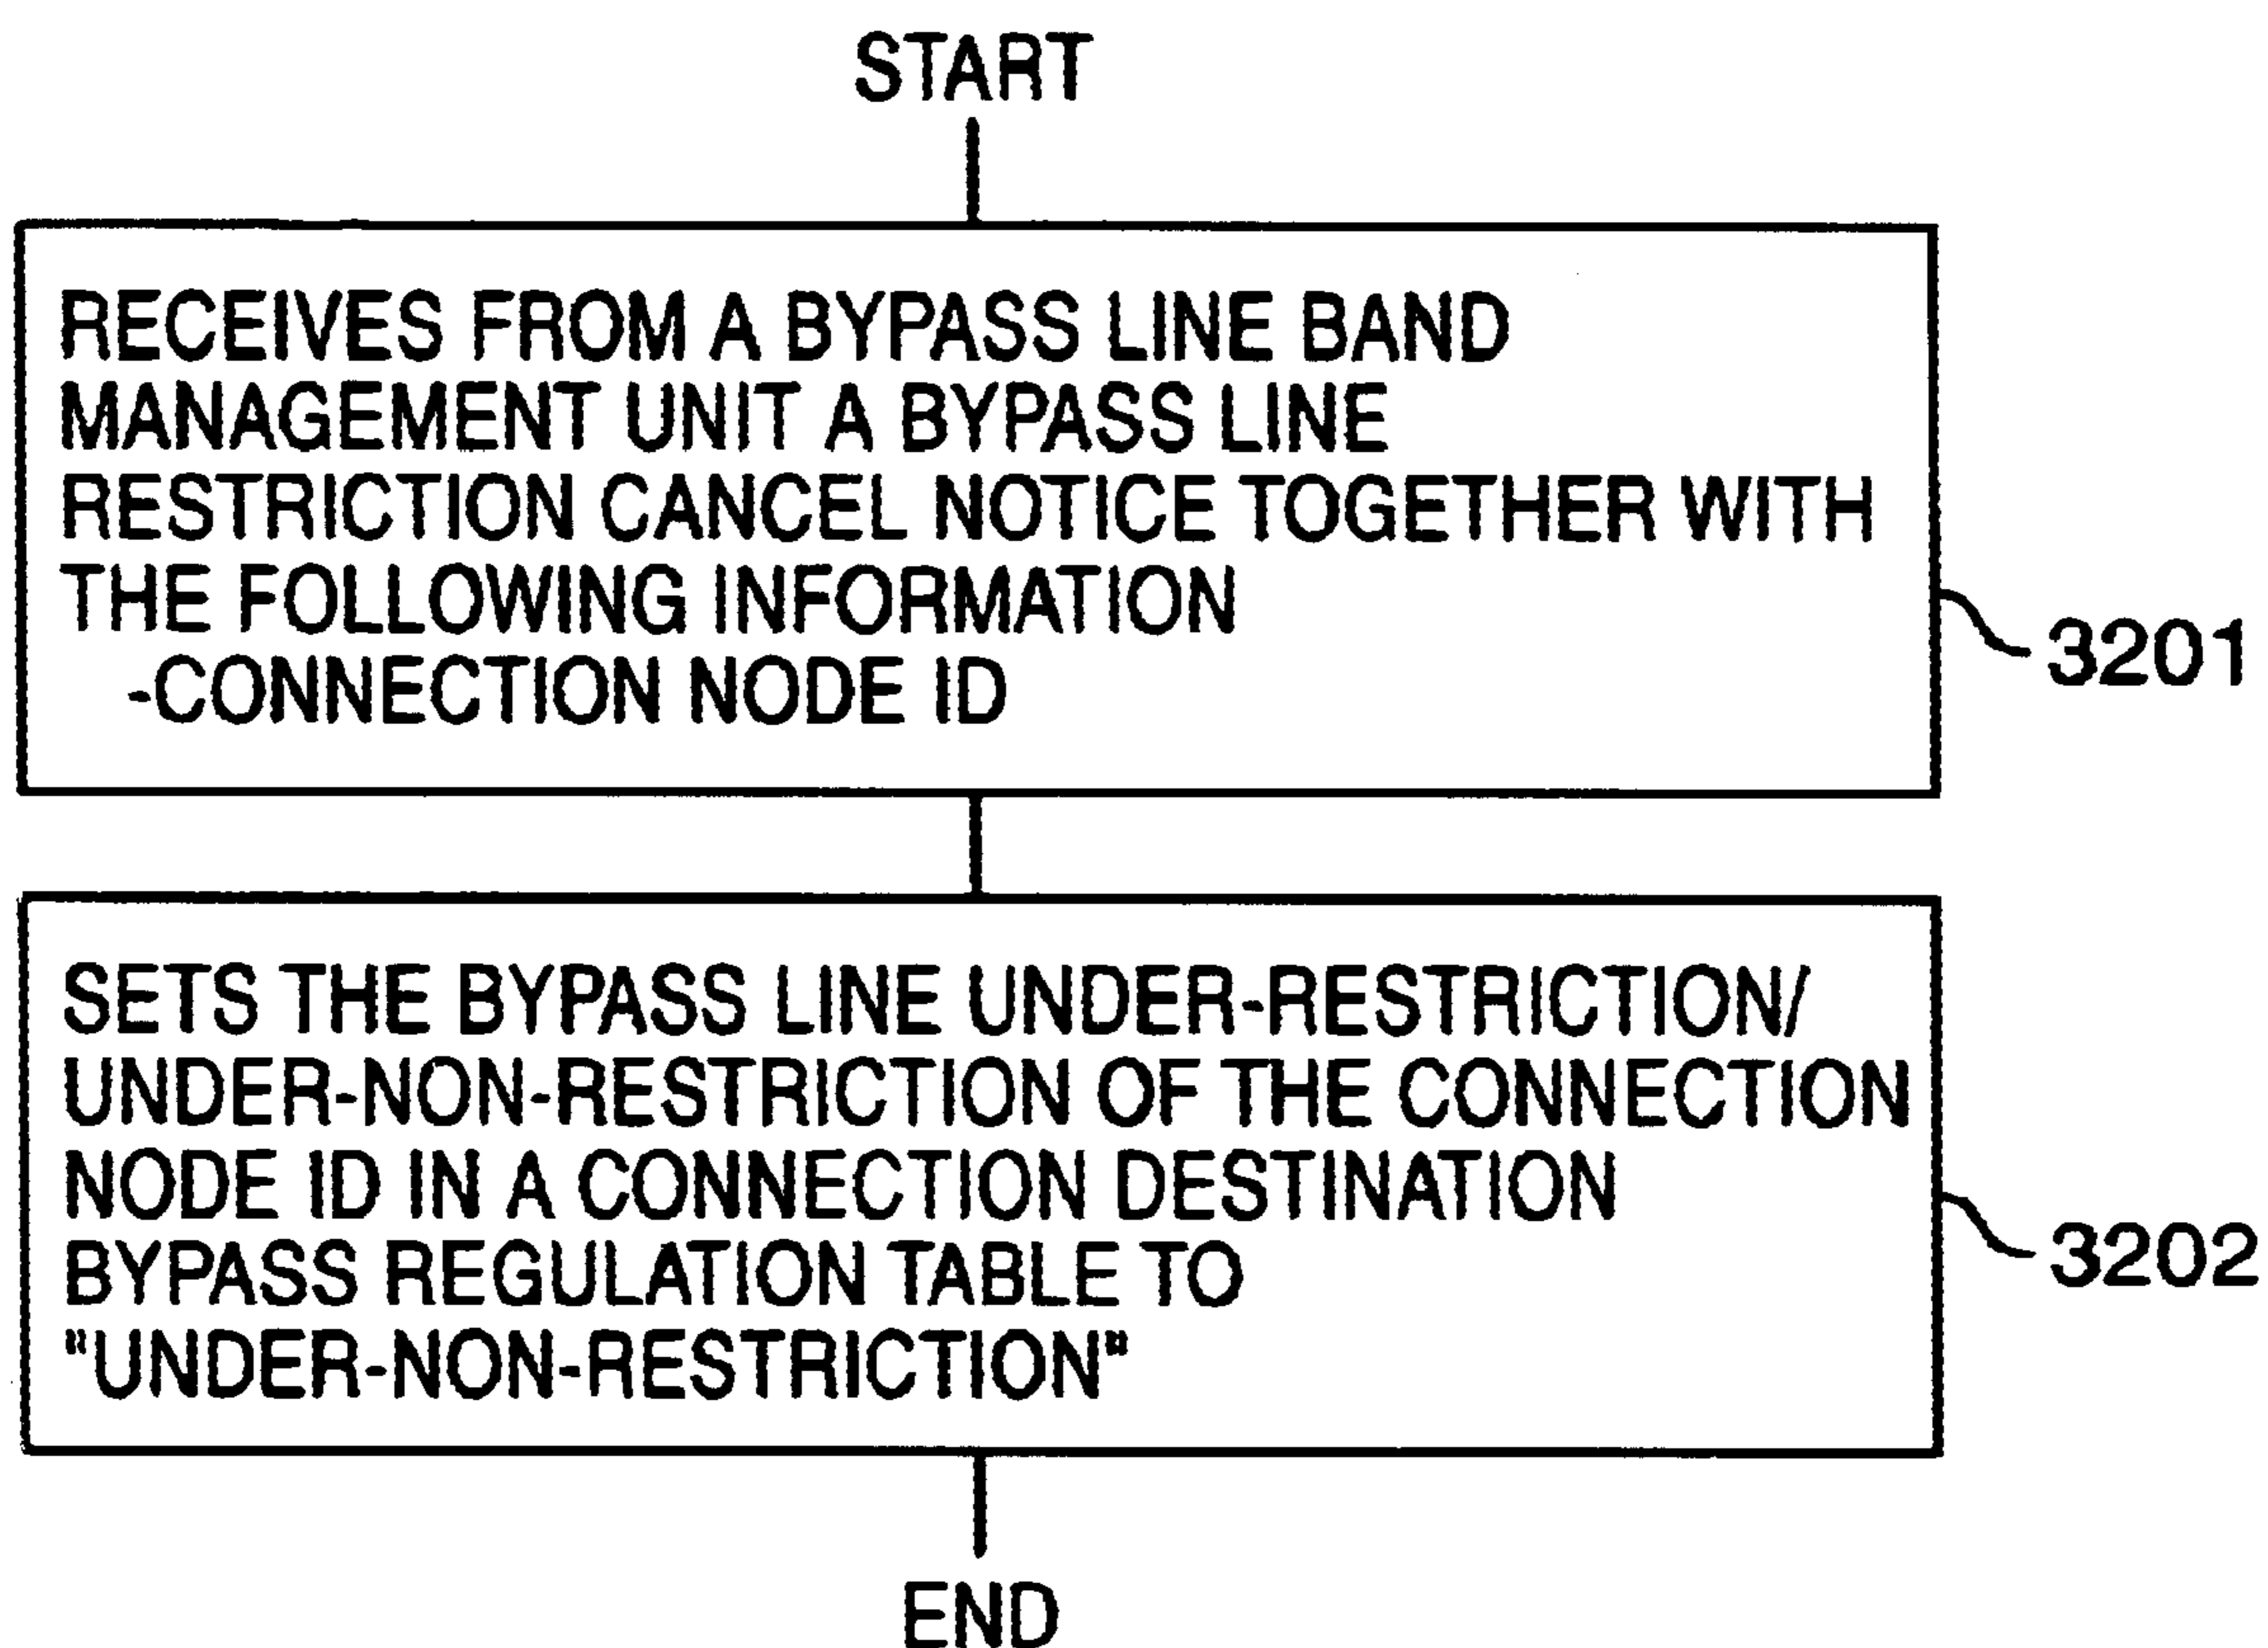 START
RECEIVES FROM A BYPASS LINE BAND
MANAGEMENT UNIT A BYPASS LINE
RESTRICTION CANCEL NOTICE TOGETHER WITH
THE FOLLOWING INFORMATION
-CONNECTION NODE ID
3201
SETS THE BYPASS LINE UNDER-RESTRICTION/
UNDER-NON-RESTRICTION OF THE CONNECTION
NODE ID IN A CONNECTION DESTINATION
BYPASS REGULATION TABLE TO
"UNDER-NON-RESTRICTION"
3202
END